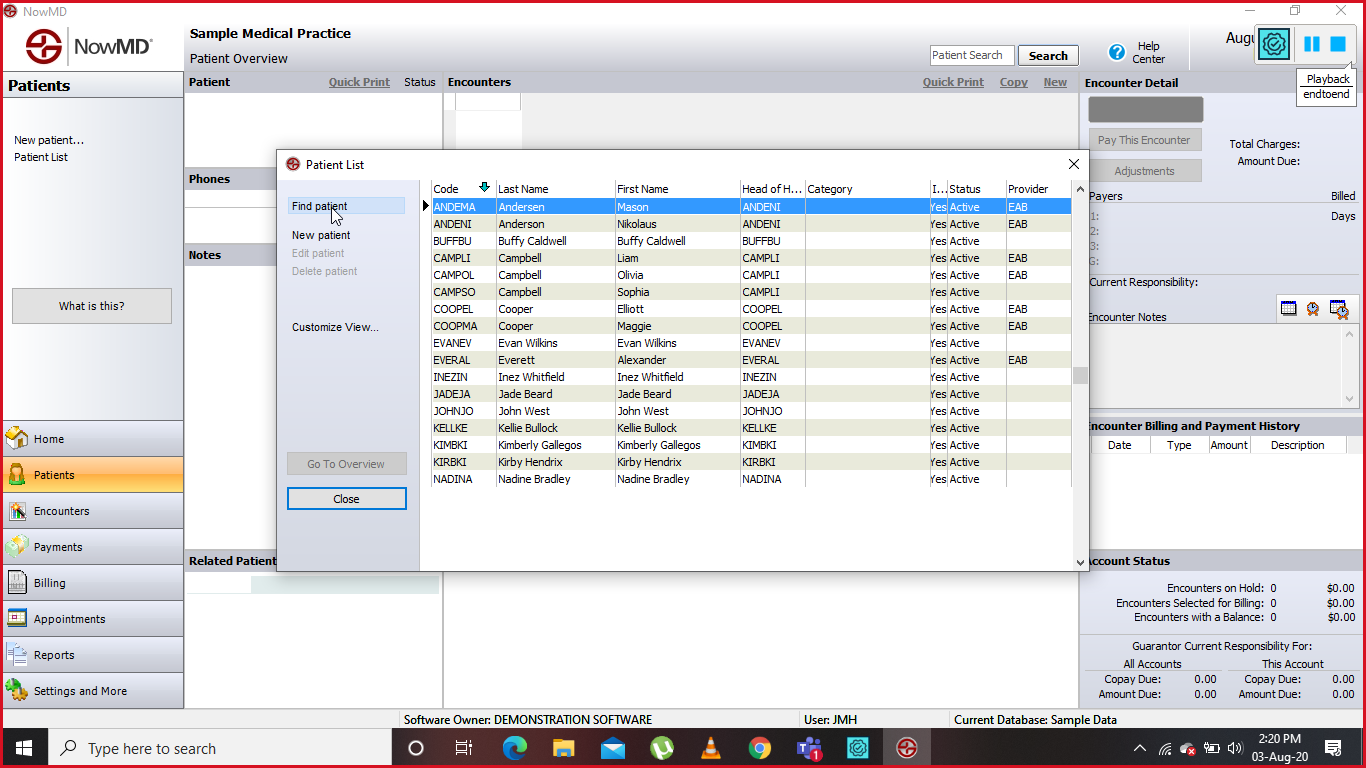 NowMD
NowMD®
Sample Medical Practice
Patient Overview
Patient Search
Search
Help
Center
Playback
endtoend
Patients
New patient...
Patient List
What is this?
Home
Patients
Encounters
Payments
Billing
Appointments
Reports
Settings and More
Patient Quick Print Status
Phones
Notes
Related Patient
Encounters Quick Print Copy New
Patient List
Find patient
New patient
Edit patient
Delete patient
Customize View...
Go To Overview
Close
Code Last Name First Name Head of H... Category I... Status Provider
ANDEMA Andersen Mason ANDENI Yes Active EAB
ANDENI Anderson Nikolaus ANDENI Yes Active EAB
BUFFBU Buffy Caldwell Buffy Caldwell BUFFBU Yes Active
CAMPLI Campbell Liam CAMPLI Yes Active EAB
CAMPOL Campbell Olivia CAMPLI Yes Active EAB
CAMPSO Campbell Sophia CAMPLI Yes Active
COOPEL Cooper Elliott COOPEL Yes Active EAB
COOPMA Cooper Maggie COOPEL Yes Active EAB
EVANEV Evan Wilkins Evan Wilkins EVANEV Yes Active
EVERAL Everett Alexander EVERAL Yes Active EAB
INEZIN Inez Whitfield Inez Whitfield INEZIN Yes Active
JADEJA Jade Beard Jade Beard JADEJA Yes Active
JOHNJO John West John West JOHNJO Yes Active
KELLKE Kellie Bullock Kellie Bullock KELLKE Yes Active
KIMBKI Kimberly Gallegos Kimberly Gallegos KIMBKI Yes Active
KIRBKI Kirby Hendrix Kirby Hendrix KIRBKI Yes Active
NADINA Nadine Bradley Nadine Bradley NADINA Yes Active
Encounter Detail
Pay This Encounter
Adjustments
Total Charges:
Amount Due:
Payers Billed
1: Days
2:
3:
G:
Current Responsibility:
Encounter Notes
Encounter Billing and Payment History
Date Type Amount Description
Account Status
Encounters on Hold: 0 $0.00
Encounters Selected for Billing: 0 $0.00
Encounters with a Balance: 0 $0.00
Guarantor Current Responsibility For:
All Accounts This Account
Copay Due: 0.00 Copay Due: 0.00
Amount Due: 0.00 Amount Due: 0.00
Software Owner: DEMONSTRATION SOFTWARE User: JMH Current Database: Sample Data
Type here to search
1
2:20 PM
03-Aug-20